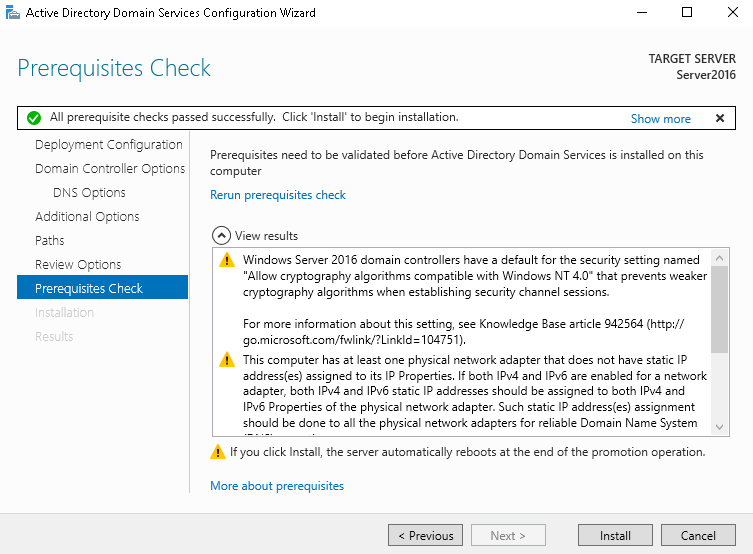 Active Directory Domain Services Configuration Wizard
Prerequisites Check
TARGET SERVER
Server2016
All prerequisite checks passed successfully.  Click 'Install' to begin installation.
Show more
Deployment Configuration
Domain Controller Options
DNS Options
Additional Options
Paths
Review Options
Prerequisites Check
Installation
Results
Prerequisites need to be validated before Active Directory Domain Services is installed on this
computer
Rerun prerequisites check
View results
Windows Server 2016 domain controllers have a default for the security setting named
"Allow cryptography algorithms compatible with Windows NT 4.0" that prevents weaker
cryptography algorithms when establishing security channel sessions.
For more information about this setting, see Knowledge Base article 942564 (http://
go.microsoft.com/fwlink/?LinkId=104751).
This computer has at least one physical network adapter that does not have static IP
address(es) assigned to its IP Properties. If both IPv4 and IPv6 are enabled for a network
adapter, both IPv4 and IPv6 static IP addresses should be assigned to both IPv4 and
IPv6 Properties of the physical network adapter. Such static IP address(es) assignment
should be done to all the physical network adapters for reliable Domain Name System
If you click Install, the server automatically reboots at the end of the promotion operation.
More about prerequisites
< Previous
Next >
Install
Cancel